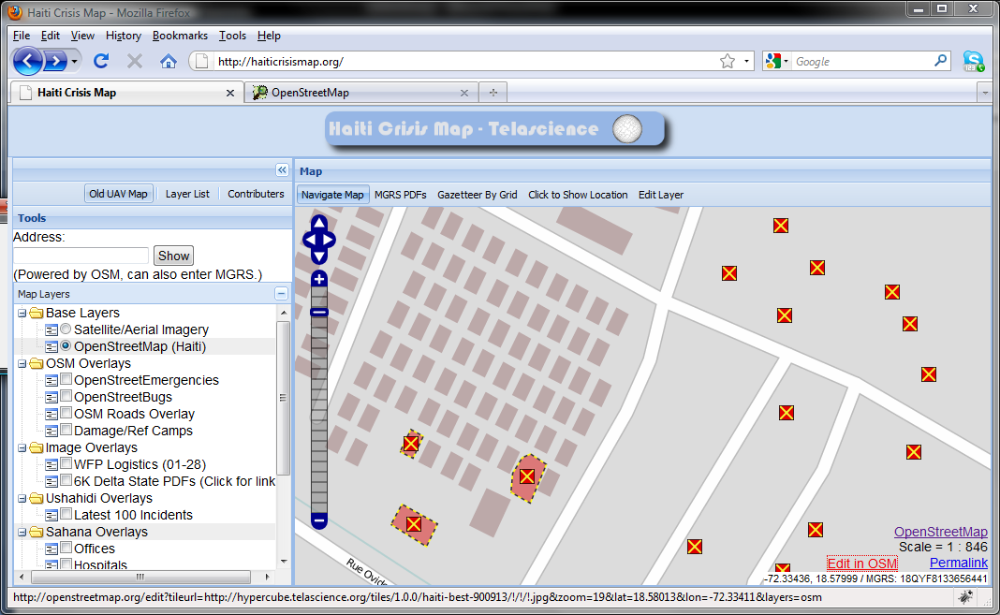 Haiti Crisis Map - Mozilla Firefox
File Edit View History Bookmarks Tools Help
http://haiticrisismap.org/
Google
Haiti Crisis Map
OpenStreetMap
Haiti Crisis Map - Telascience
Map
Old UAV Map Layer List Contributers
Navigate Map MGRS PDFs Gazetteer By Grid Click to Show Location Edit Layer
Tools
Address:
Show
(Powered by OSM, can also enter MGRS.)
Map Layers
Base Layers
Satellite/Aerial Imagery
OpenStreetMap (Haiti)
OSM Overlays
OpenStreetEmergencies
OpenStreetBugs
OSM Roads Overlay
Damage/Ref Camps
Image Overlays
WFP Logistics (01-28)
6K Delta State PDFs (Click for link
Ushahidi Overlays
Latest 100 Incidents
Sahana Overlays
Offices
Hospitals
Rue Ovid
OpenStreetMap
Scale = 1 : 846
Edit in OSM Permalink
-72.33436, 18.57999 / MGRS: 18QYF8133656441
http://openstreetmap.org/edit?tileurl=http://hypercube.telascience.org/tiles/1.0.0/haiti-best-900913/!/!/!.jpg&zoom=19&lat=18.58013&lon=-72.33411&layers=osm